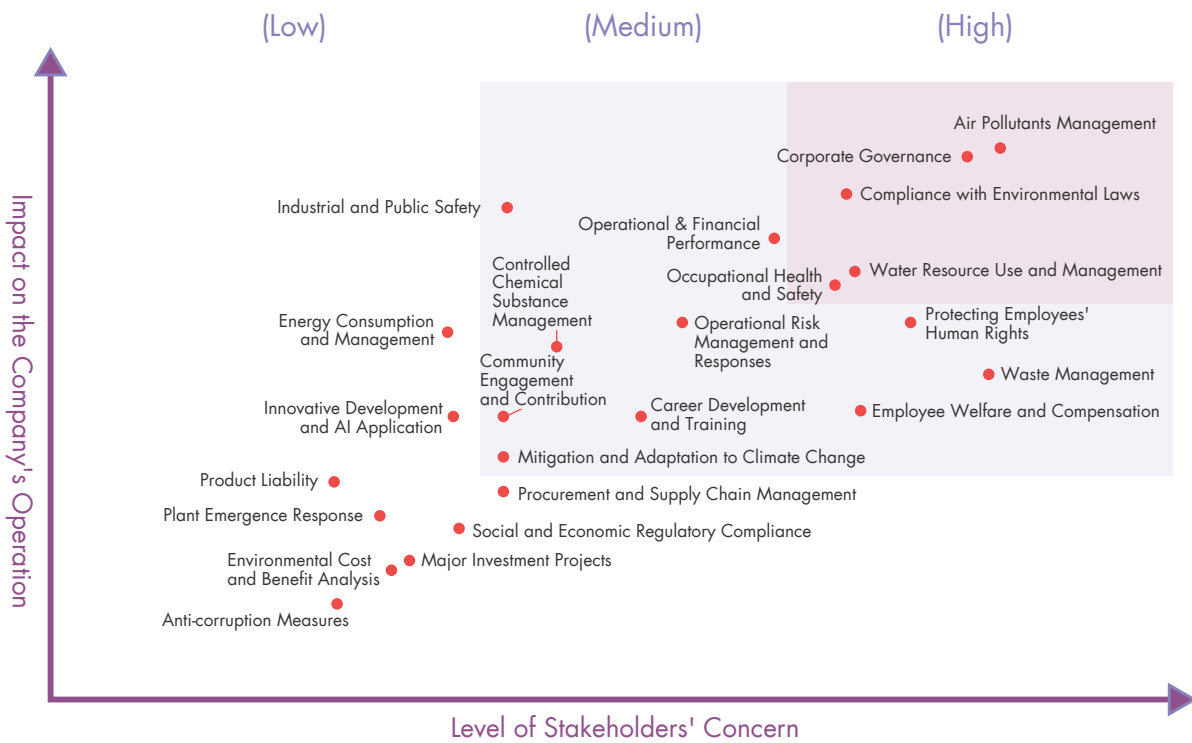 (Low)
(Medium)
(High)
Air Pollutants Management
Corporate Governance
Compliance with Environmental Laws
Industrial and Public Safety
Operational & Financial
Performance
Controlled
Chemical
Substance
Management
Occupational Health
and Safety
Water Resource Use and Management
Energy Consumption
and Management
Operational Risk
Management and
Responses
Protecting Employees'
Human Rights
Community
Engagement
and Contribution
Waste Management
Innovative Development
and AI Application
Career Development
and Training
Employee Welfare and Compensation
Mitigation and Adaptation to Climate Change
Product Liability
Procurement and Supply Chain Management
Plant Emergence Response
Social and Economic Regulatory Compliance
Environmental Cost
and Benefit Analysis
Major Investment Projects
Anti-corruption Measures
Impact on the Company's Operation
Level of Stakeholders' Concern